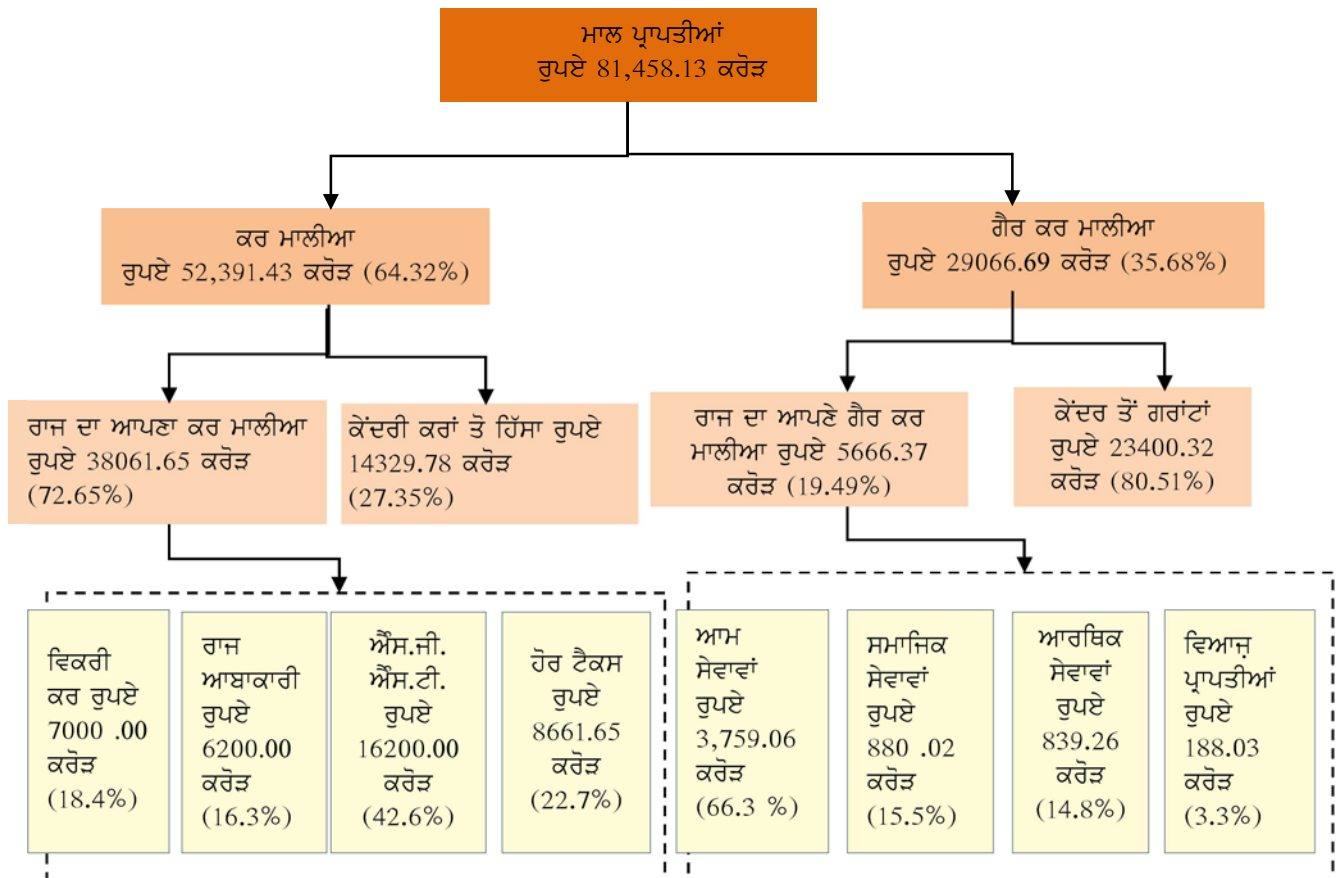 ਮਾਲ ਪ੍ਰਾਪਤੀਆਂ
ਰੁਪਏ 81,458.13 ਕਰੋੜ
ਕਰ ਮਾਲੀਆ
ਰੁਪਏ 52,391.43 ਕਰੋੜ (64.32%)
ਗੈਰ ਕਰ ਮਾਲੀਆ
ਰੁਪਏ 29066.69 ਕਰੋੜ (35.68%)
ਰਾਜ ਦਾ ਆਪਣਾ ਕਰ ਮਾਲੀਆ
ਰੁਪਏ 38061.65 ਕਰੋੜ
(72.65%)
ਕੇਂਦਰੀ ਕਰਾਂ ਤੋ ਹਿੱਸਾ ਰੁਪਏ
14329.78 ਕਰੋੜ
(27.35%)
ਰਾਜ ਦਾ ਆਪਣੇ ਗੈਰ ਕਰ
ਮਾਲੀਆ ਰੁਪਏ 5666.37
ਕਰੋੜ (19.49%)
ਕੇਂਦਰ ਤੋਂ ਗਰਾਂਟਾਂ
ਰੁਪਏ 23400.32
ਕਰੋੜ (80.51%)
ਵਿਕਰੀ
ਕਰ ਰੁਪਏ
7000 .00
ਕਰੋੜ
(18.4%)
ਰਾਜ
ਆਬਾਕਾਰੀ
ਰੁਪਏ
6200.00
ਕਰੋੜ
(16.3%)
ਐੱਸ.ਜੀ.
ਐੱਸ.ਟੀ.
ਰੁਪਏ
16200.00
ਕਰੋੜ
(42.6%)
ਹੋਰ ਟੈਕਸ
ਰੁਪਏ
8661.65
ਕਰੋੜ
(22.7%)
ਆਮ
ਸੇਵਾਵਾਂ
ਰੁਪਏ
3,759.06
ਕਰੋੜ
(66.3 %)
ਸਮਾਜਿਕ
ਸੇਵਾਵਾਂ
ਰੁਪਏ
880 .02
ਕਰੋੜ
(15.5%)
ਆਰਥਿਕ
ਸੇਵਾਵਾਂ
ਰੁਪਏ
839.26
ਕਰੋੜ
(14.8%)
ਵਿਆਜ਼
ਪ੍ਰਾਪਤੀਆਂ
ਰੁਪਏ
188.03
ਕਰੋੜ
(3.3%)